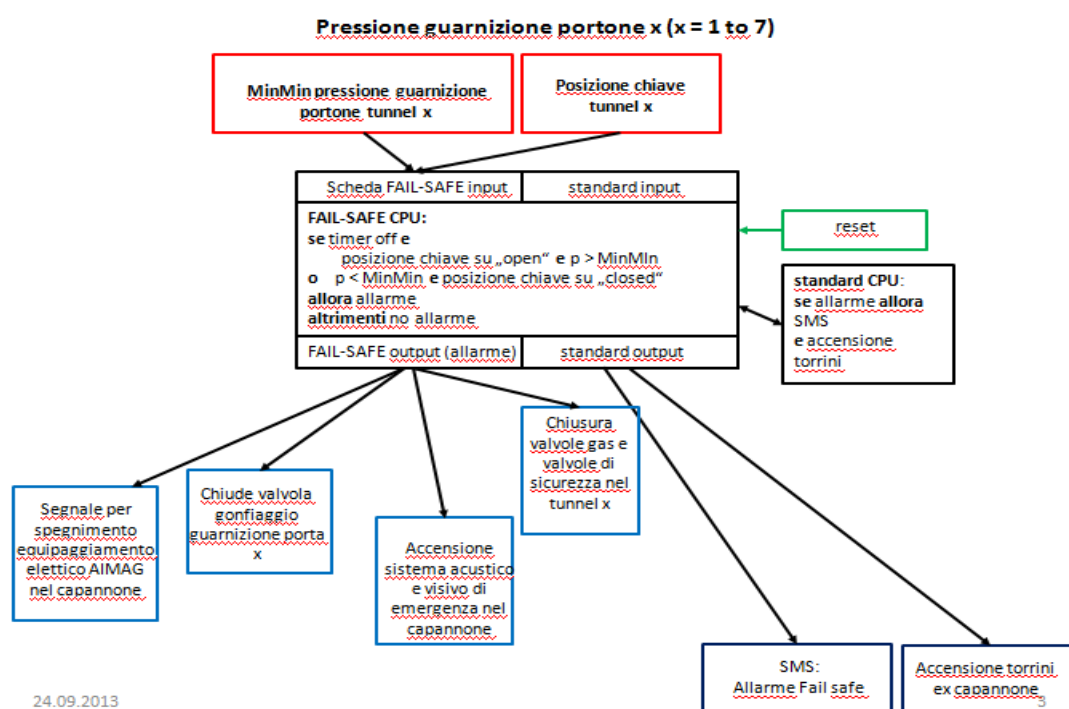 Pressione guarnizione portone x (x = 1 to 7)
MinMin pressione guarnizione
portone tunnel x
Posizione chiave
tunnel x
Scheda FAIL-SAFE input
standard input
FAIL-SAFE CPU:
se timer off e
posizione chiave su „open“ e p > MinMIn
o p < MinMin e posizione chiave su „closed“
allora allarme
altrimenti no allarme
FAIL-SAFE output (allarme)
standard output
reset
standard CPU:
se allarme allora
SMS
e accensione
torrini
Segnale per
spegnimento
equipaggiamento
elettico AIMAG
nel capannone
Chiude valvola
gonfiaggio
guarnizione porta
x
Accensione
sistema acustico
e visivo di
emergenza nel
capannone
Chiusura
valvole gas e
valvole di
sicurezza nel
tunnel x
SMS:
Allarme Fail safe
Accensione torrini
ex capannone
24.09.2013
3